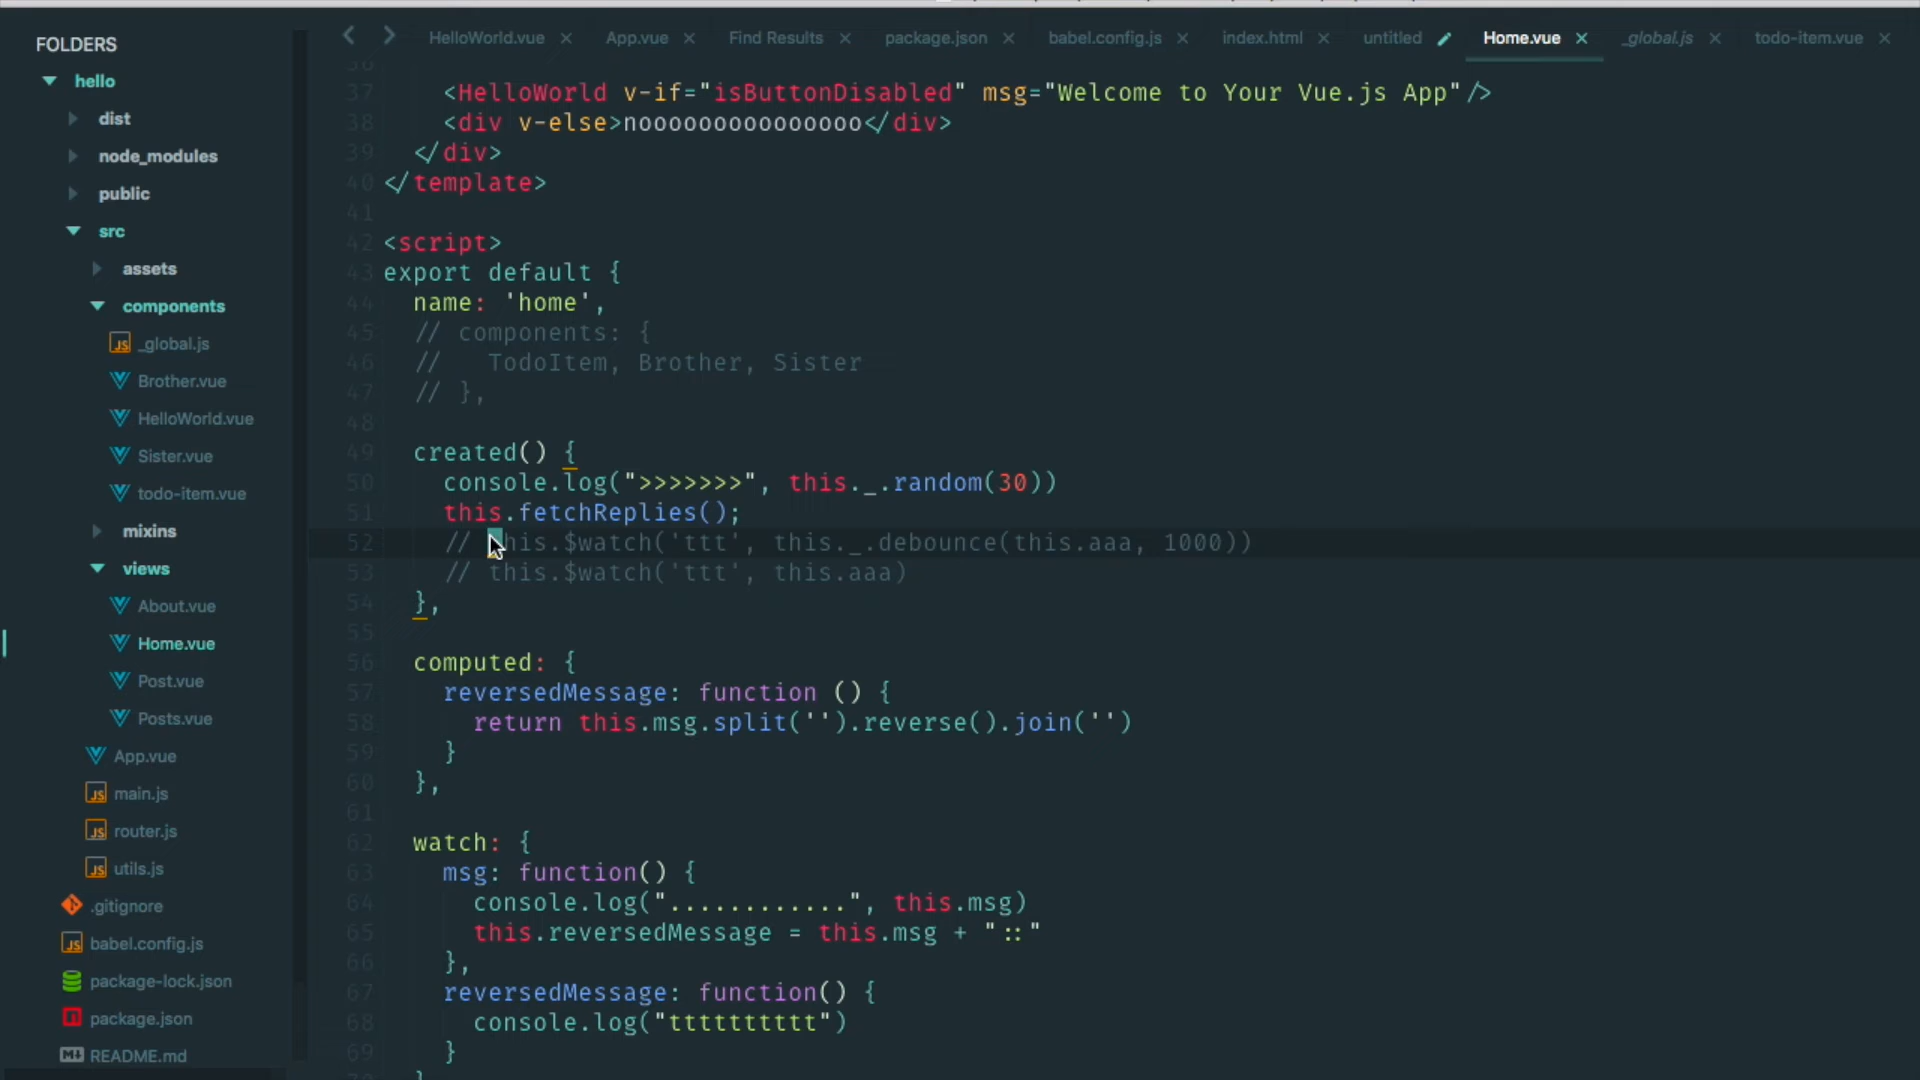 FOLDERS
hello
dist
node_modules
public
src
assets
components
_global.js
Brother.vue
HelloWorld.vue
Sister.vue
todo-item.vue
mixins
views
About.vue
Home.vue
Post.vue
Posts.vue
App.vue
JS main.js
JS router.js
JS utils.js
.gitignore
JS babel.config.js
package-lock.json
package.json
README.md
HelloWorld.vue × App.vue × Find Results × package.json × babel.config.js × index.html × untitled Home.vue × _global.js × todo-item.vue ×
36
37 <HelloWorld v-if="isButtonDisabled" msg="Welcome to Your Vue.js App"/>
38 <div v-else>noooooooooooooooo</div>
39 </div>
40 </template>
41
42 <script>
43 export default {
44 name: 'home',
45 // components: {
46 // TodoItem, Brother, Sister
47 // },
48
49 created() {
50 console.log(">>>>>>>", this._.random(30))
51 this.fetchReplies();
52 // this.$watch('ttt', this._.debounce(this.aaa, 1000))
53 // this.$watch('ttt', this.aaa)
54 },
55
56 computed: {
57 reversedMessage: function () {
58 return this.msg.split('').reverse().join('')
59 }
60 },
61
62 watch: {
63 msg: function() {
64 console.log("............", this.msg)
65 this.reversedMessage = this.msg + "::"
66 },
67 reversedMessage: function() {
68 console.log("tttttttttt")
69 }